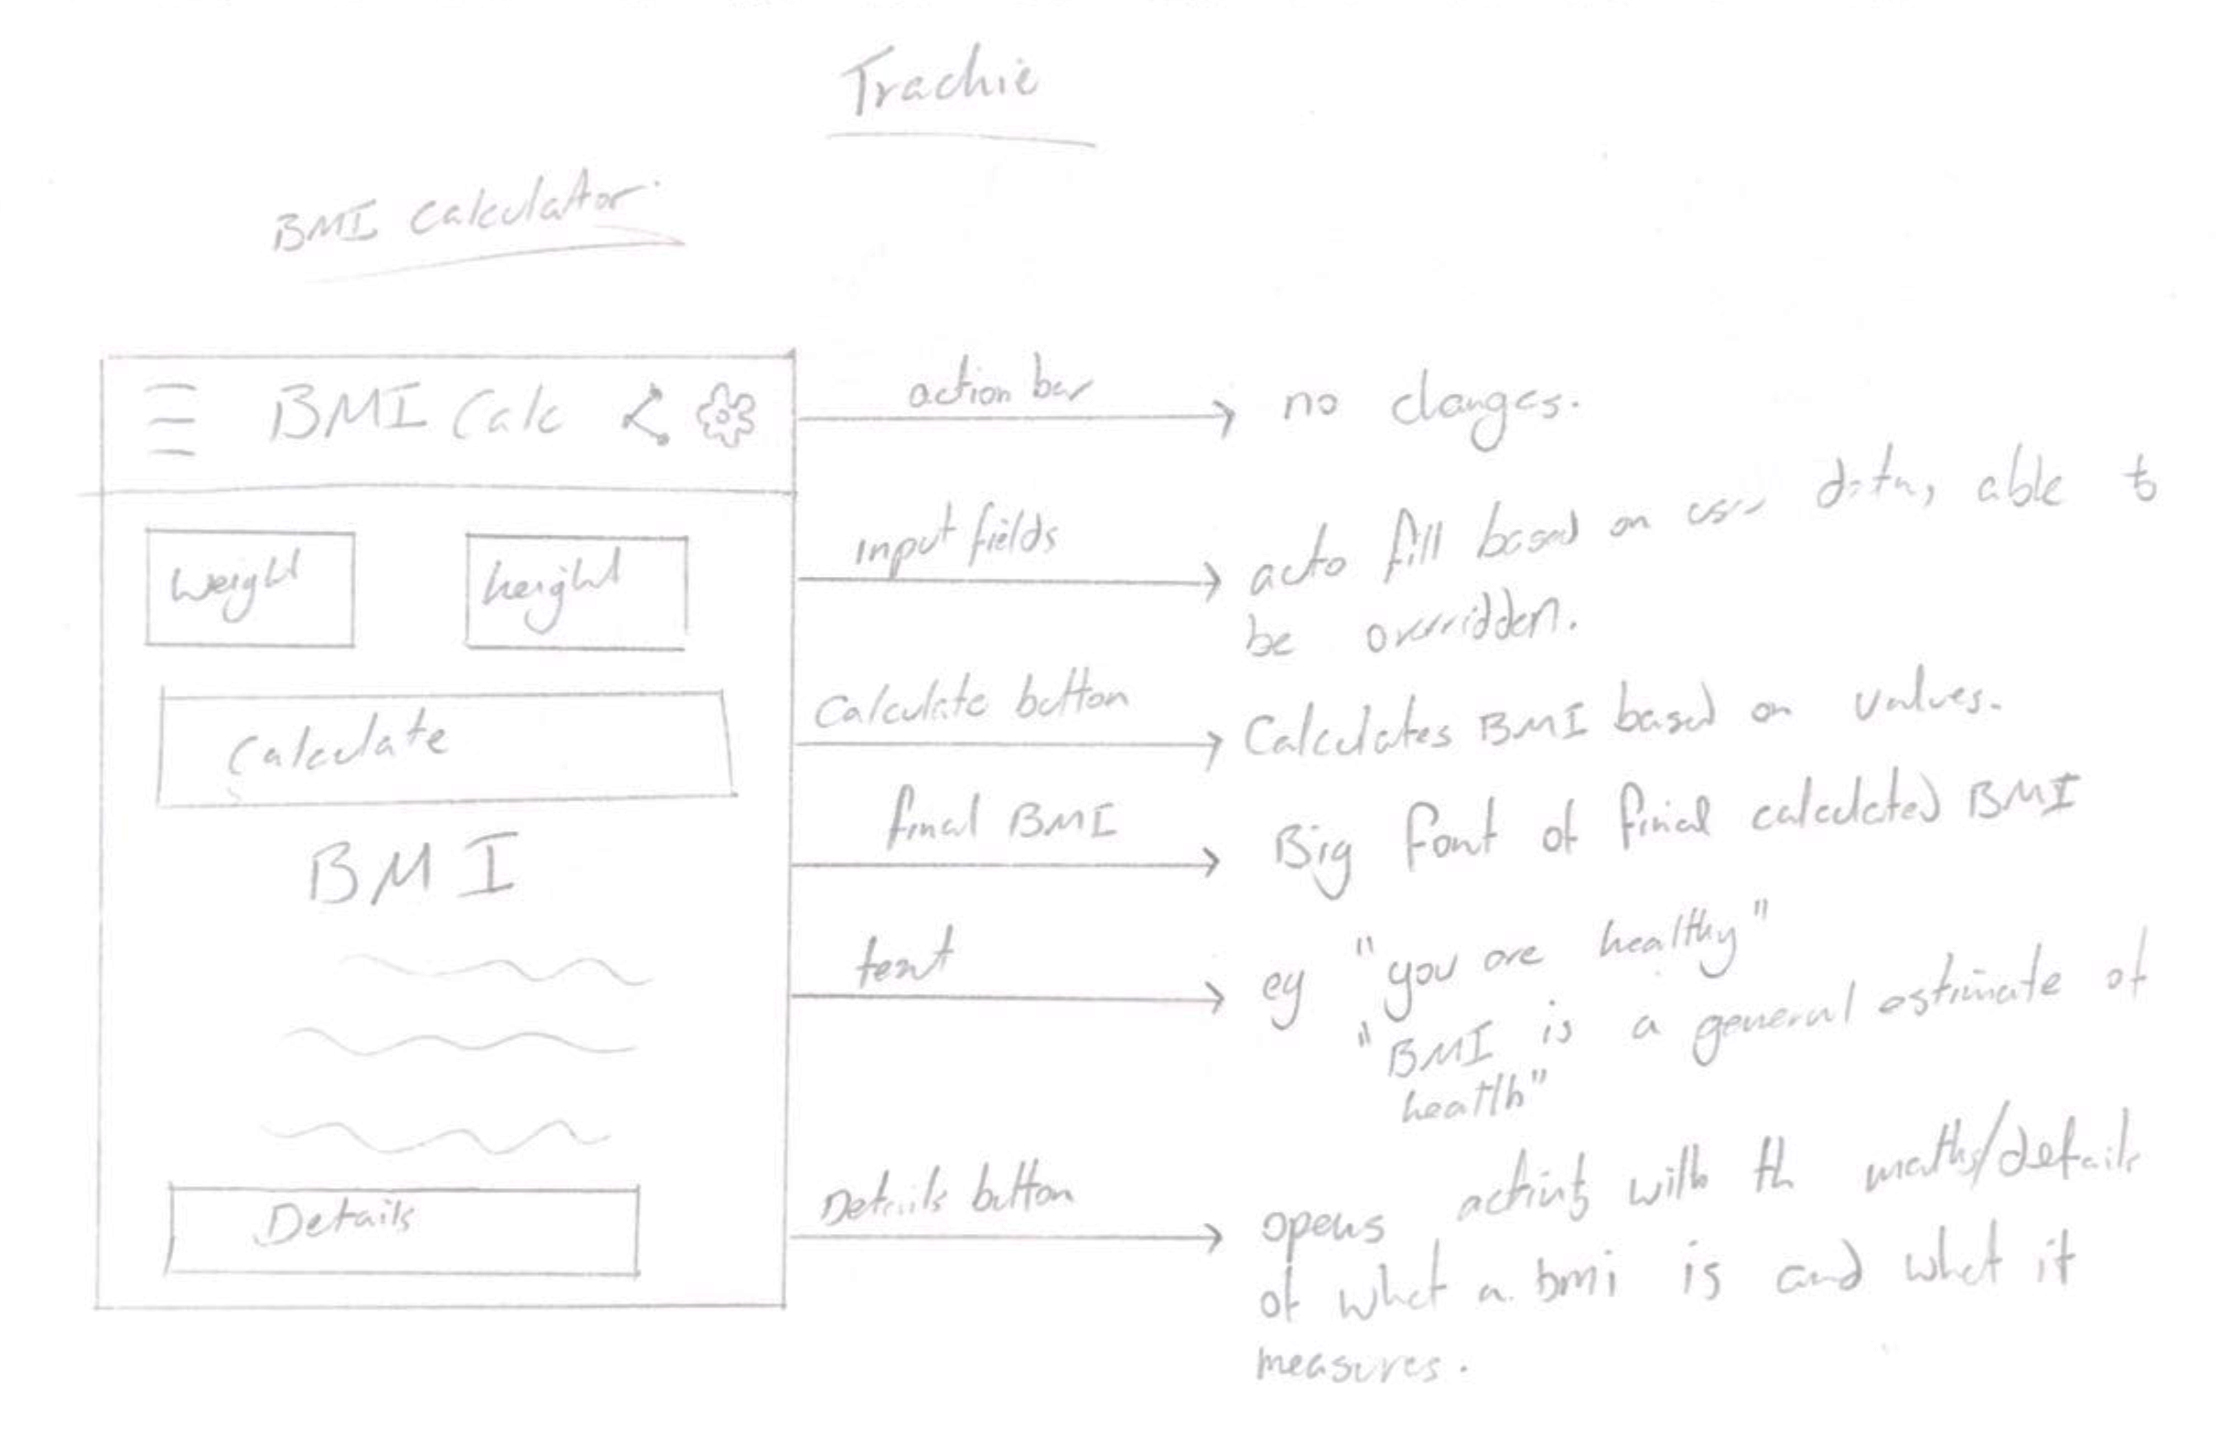 Trachie
BMI Calculator
BMI Calc
action bar
no changes.
weight
height
input fields
auto fill based on user data, able to
be overridden.
Calculate
Calculate button
Calculates BMI based on values.
BMI
final BMI
Big font of final calculated BMI
text
eg "you are healthy"
"BMI is a general estimate of
health"
Details
Details button
opens activity with the maths/details
of what a bmi is and what it
measures.